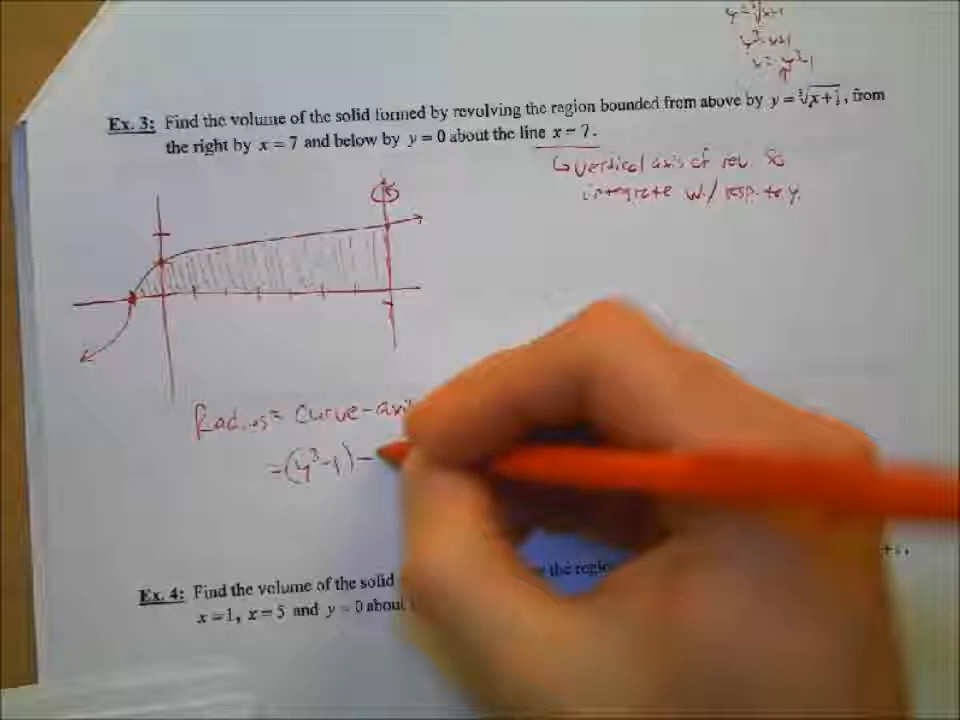 y = ∛x+1
y³ = x+1
x = y³-1
Ex. 3: Find the volume of the solid formed by revolving the region bounded from above by y = ∛x+1, from
the right by x = 7 and below by y = 0 about the line x = 7.
↳ vertical axis of rev. so
integrate w./ resp. to y.
Radius = Curve - axi
= (y³-1) -
Ex. 4: Find the volume of the solid the regio
x = 1, x = 5 and y = 0 about